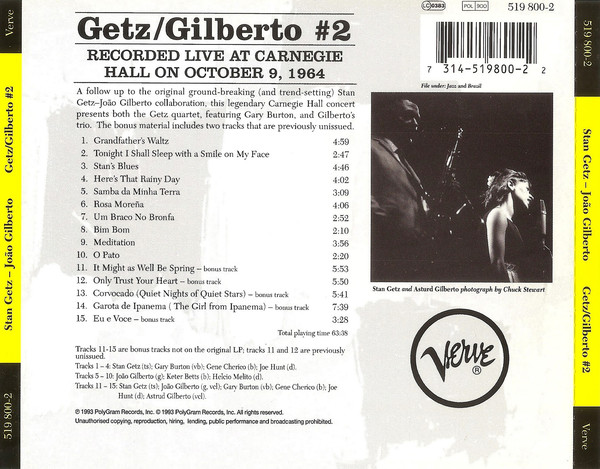 Verve
519 800-2
Getz/Gilberto #2
Stan Getz – João Gilberto
519 800-2
Getz/Gilberto #2
RECORDED LIVE AT CARNEGIE
HALL ON OCTOBER 9, 1964
A follow up to the original ground-breaking (and trend-setting) Stan
Getz–João Gilberto collaboration, this legendary Carnegie Hall concert
presents both the Getz quartet, featuring Gary Burton, and Gilberto's
trio. The bonus material includes two tracks that are previously unissued.
1. Grandfather's Waltz 4:59
2. Tonight I Shall Sleep with a Smile on My Face 2:47
3. Stan's Blues 4:46
4. Here's That Rainy Day 4:02
5. Samba da Minha Terra 3:09
6. Rosa Moreña 4:06
7. Um Braco No Bronfa 2:52
8. Bim Bom 2:10
9. Meditation 3:56
10. O Pato 2:20
11. It Might as Well Be Spring – bonus track 5:53
12. Only Trust Your Heart – bonus track 5:50
13. Corvocado (Quiet Nights of Quiet Stars) – bonus track 5:41
14. Garota de Ipanema ( The Girl from Ipanema) – bonus track 7:39
15. Eu e Voce – bonus track 3:28
Total playing time 63:38
Tracks 11-15 are bonus tracks not on the original LP; tracks 11 and 12 are previously
unissued.
Tracks 1 – 4: Stan Getz (ts); Gary Burton (vb); Gene Cherico (b); Joe Hunt (d).
Tracks 5 – 10: João Gilberto (g); Keter Betts (b); Helcio Melito (d).
Tracks 11 – 15: Stan Getz (ts); João Gilberto (g, vcl); Gary Burton (vb); Gene Cherico (b); Joe
Hunt (d); Astrud Gilberto (vcl).
℗ 1993 PolyGram Records, Inc. © 1993 PolyGram Records, Inc. All rights reserved.
Unauthorised copying, reproduction, hiring, lending, public performance and broadcasting prohibited.
LC 0383
POL 900
519 800-2
7 314-519800-2 2
File under: Jazz and Brazil
Stan Getz and Asturd Gilberto photograph by Chuck Stewart
VERVE
®
519 800-2
Stan Getz – João Gilberto
Getz/Gilberto #2
Verve